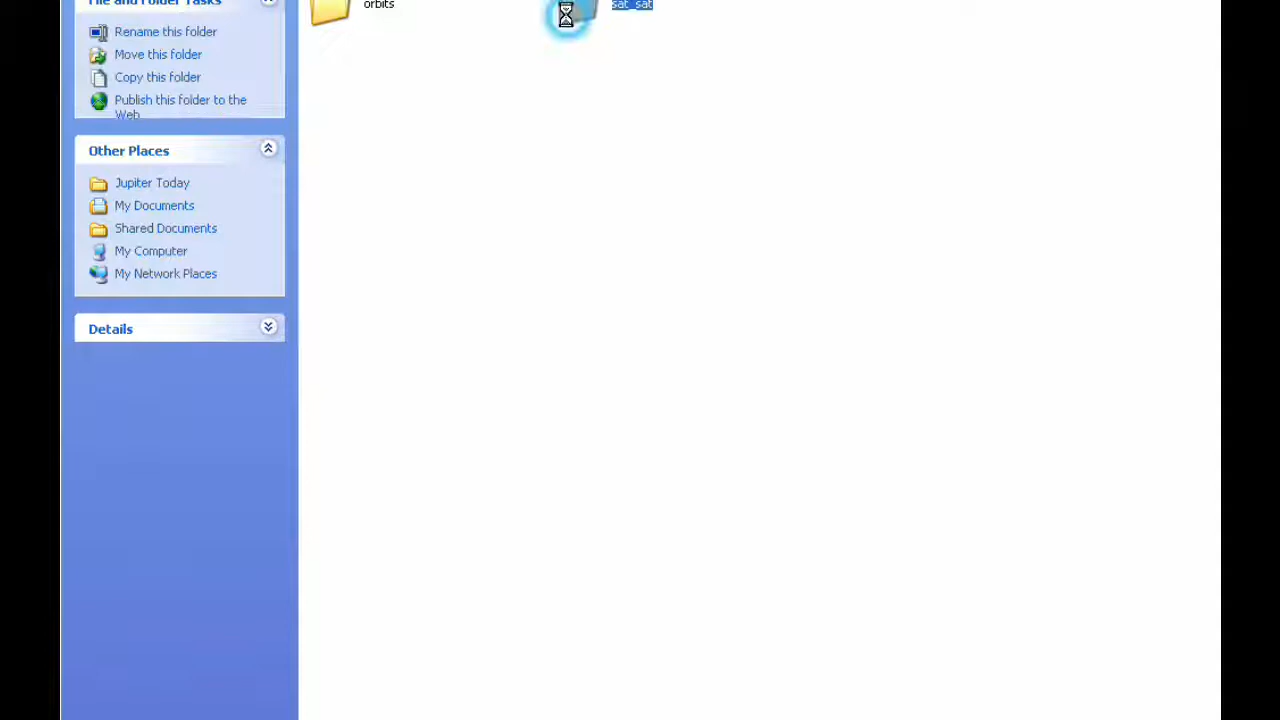 File and Folder Tasks
orbits
sat_sat
Rename this folder
Move this folder
Copy this folder
Publish this folder to the
Web
Other Places
Jupiter Today
My Documents
Shared Documents
My Computer
My Network Places
Details